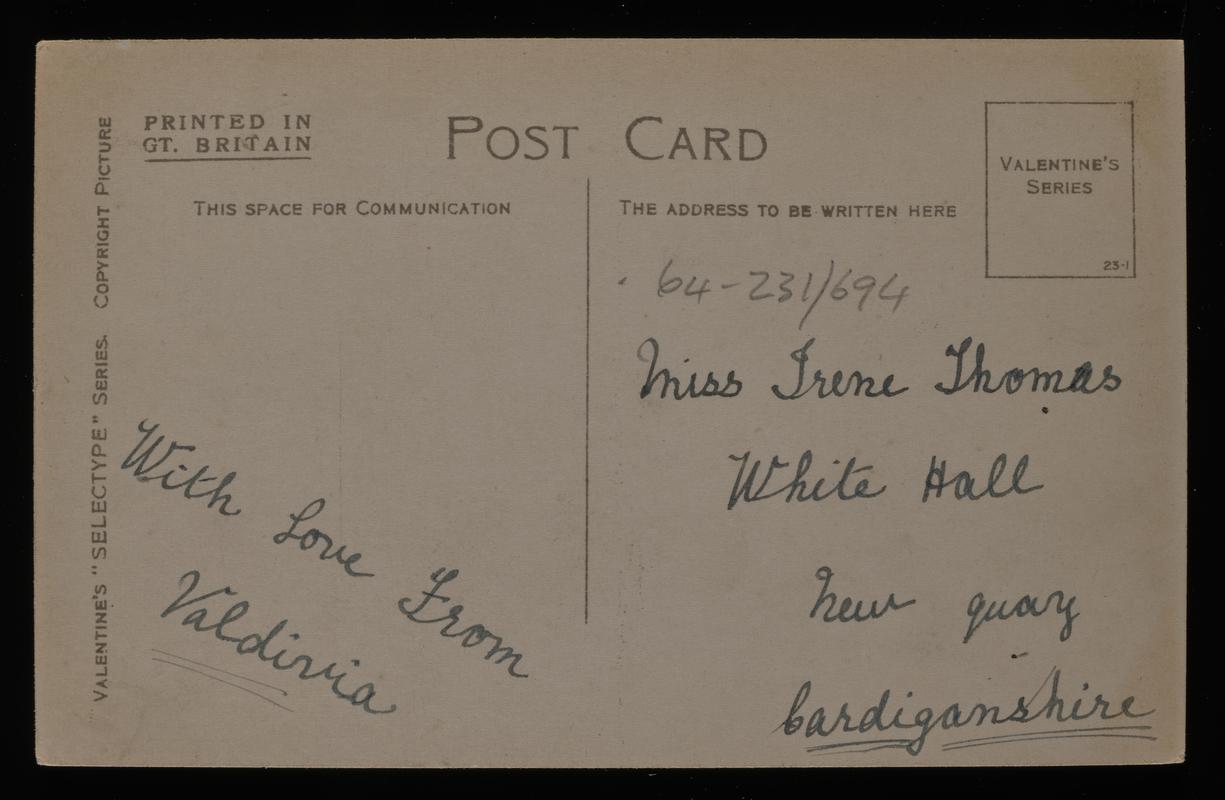 VALENTINE'S "SELECTYPE" SERIES. COPYRIGHT PICTURE
PRINTED IN
GT. BRITAIN
POST CARD
THIS SPACE FOR COMMUNICATION
THE ADDRESS TO BE WRITTEN HERE
VALENTINE'S
SERIES
23-1
With Love From
Valdivia
64-231/694
Miss Irene Thomas
White Hall
New quay
Cardiganshire